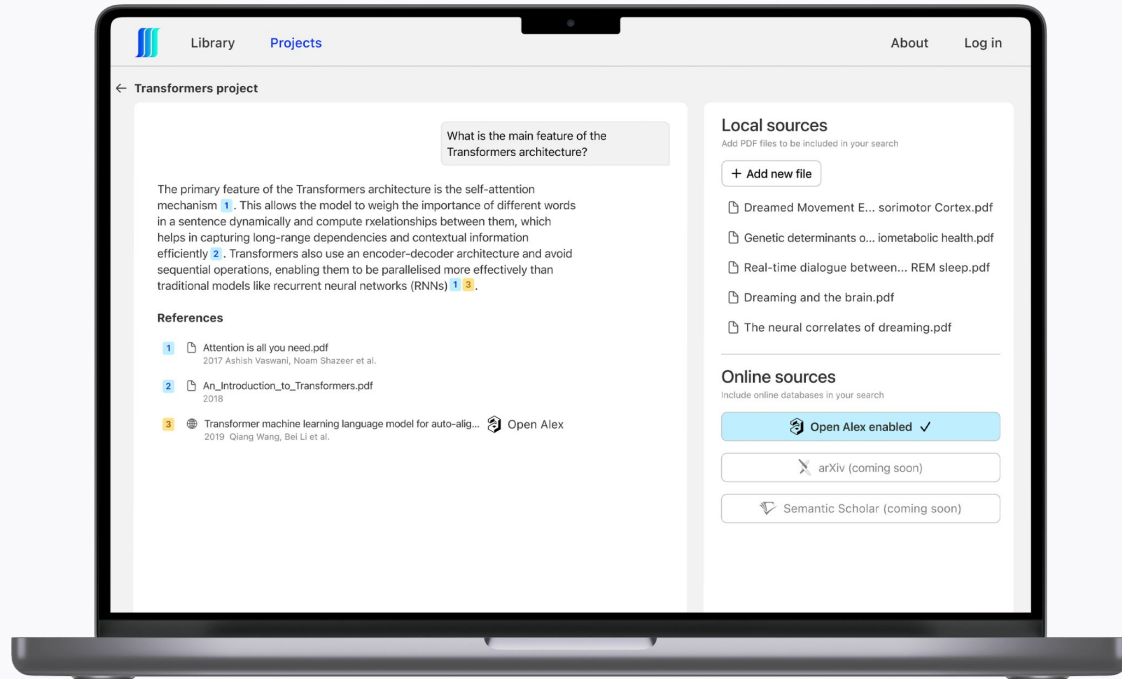 Library
Projects
About
Log in
← Transformers project
What is the main feature of the
Transformers architecture?
The primary feature of the Transformers architecture is the self-attention
mechanism 1. This allows the model to weigh the importance of different words
in a sentence dynamically and compute rxelationships between them, which
helps in capturing long-range dependencies and contextual information
efficiently 2. Transformers also use an encoder-decoder architecture and avoid
sequential operations, enabling them to be parallelised more effectively than
traditional models like recurrent neural networks (RNNs) 1 3.
References
1 Attention is all you need.pdf
2017 Ashish Vaswani, Noam Shazeer et al.
2 An_Introduction_to_Transformers.pdf
2018
3 Transformer machine learning language model for auto-alig... Open Alex
2019 Qiang Wang, Bei Li et al.
Local sources
Add PDF files to be included in your search
+ Add new file
Dreamed Movement E... sorimotor Cortex.pdf
Genetic determinants o... iometabolic health.pdf
Real-time dialogue between... REM sleep.pdf
Dreaming and the brain.pdf
The neural correlates of dreaming.pdf
Online sources
Include online databases in your search
Open Alex enabled ✓
arXiv (coming soon)
Semantic Scholar (coming soon)